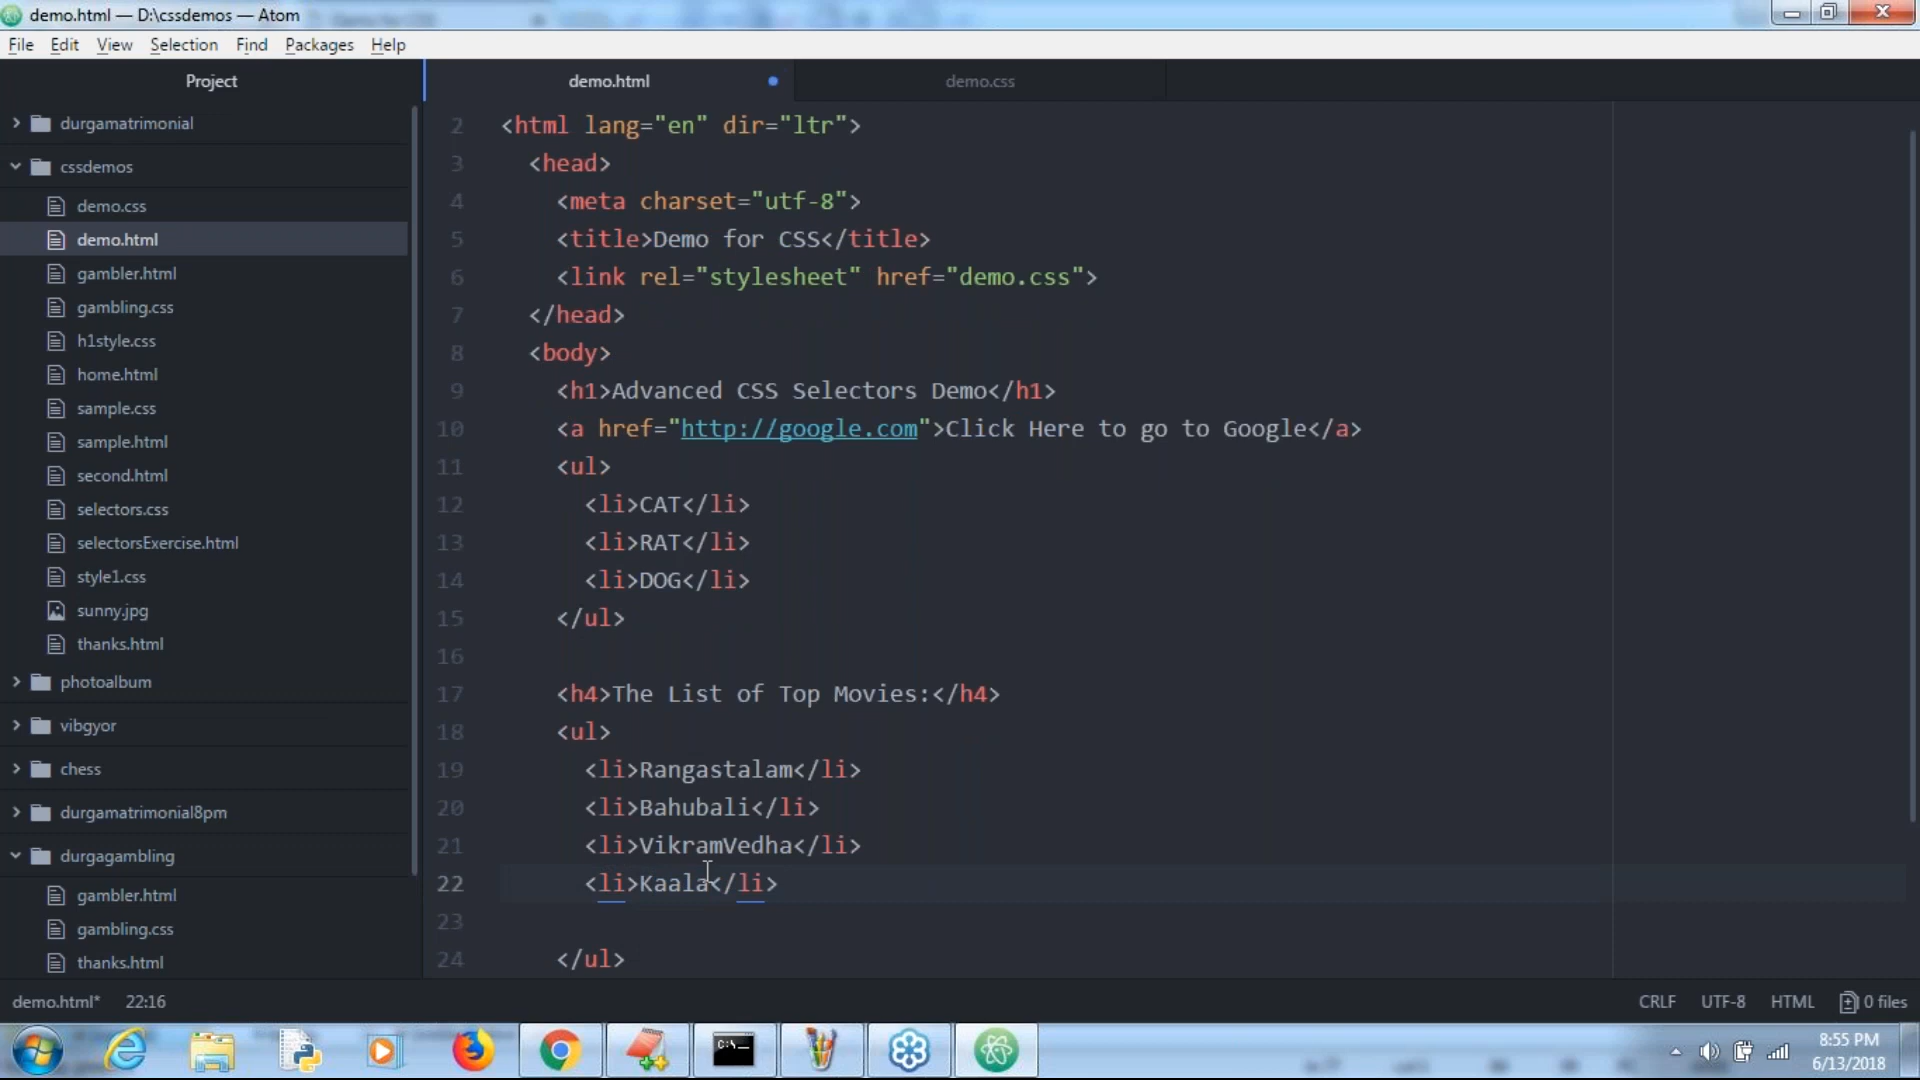 demo.html — D:\cssdemos — Atom
File Edit View Selection Find Packages Help
Project
durgamatrimonial
cssdemos
demo.css
demo.html
gambler.html
gambling.css
h1style.css
home.html
sample.css
sample.html
second.html
selectors.css
selectorsExercise.html
style1.css
sunny.jpg
thanks.html
photoalbum
vibgyor
chess
durgamatrimonial8pm
durgagambling
gambler.html
gambling.css
thanks.html
demo.html demo.css
2 <html lang="en" dir="ltr">
3 <head>
4 <meta charset="utf-8">
5 <title>Demo for CSS</title>
6 <link rel="stylesheet" href="demo.css">
7 </head>
8 <body>
9 <h1>Advanced CSS Selectors Demo</h1>
10 <a href="http://google.com">Click Here to go to Google</a>
11 <ul>
12 <li>CAT</li>
13 <li>RAT</li>
14 <li>DOG</li>
15 </ul>
16
17 <h4>The List of Top Movies:</h4>
18 <ul>
19 <li>Rangastalam</li>
20 <li>Bahubali</li>
21 <li>VikramVedha</li>
22 <li>Kaala</li>
23
24 </ul>
demo.html* 22:16 CRLF UTF-8 HTML 0 files
C:\
8:55 PM
6/13/2018